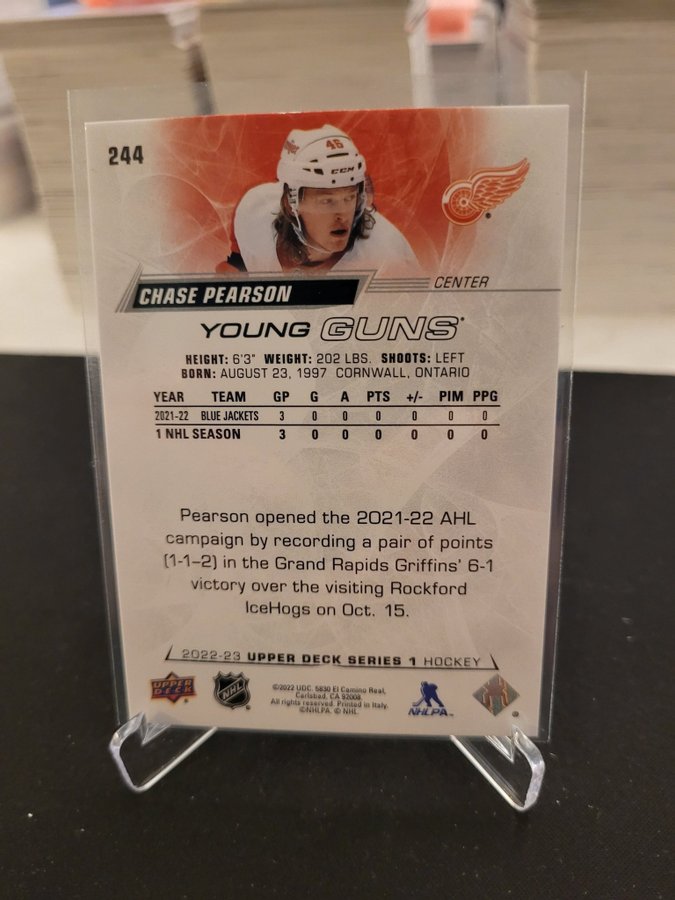 244
46
CCM
CHASE PEARSON
CENTER
YOUNG GUNS
HEIGHT: 6'3" WEIGHT: 202 LBS. SHOOTS: LEFT
BORN: AUGUST 23, 1997 CORNWALL, ONTARIO
YEAR TEAM GP G A PTS +/- PIM PPG
2021-22 BLUE JACKETS 3 0 0 0 0 0 0
1 NHL SEASON 3 0 0 0 0 0 0
Pearson opened the 2021-22 AHL
campaign by recording a pair of points
(1-1–2) in the Grand Rapids Griffins' 6-1
victory over the visiting Rockford
IceHogs on Oct. 15.
2022-23 UPPER DECK SERIES 1 HOCKEY
UPPER DECK
NHL
©2022 UDC. 5830 El Camino Real,
Carlsbad, CA 92008.
All rights reserved. Printed in Italy.
©NHLPA. © NHL.
NHLPA